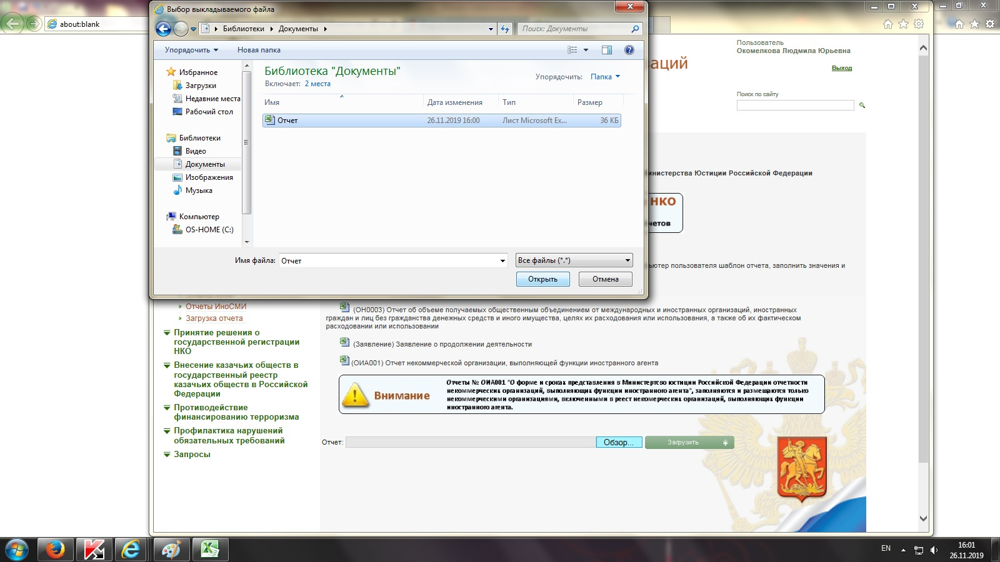 Выбор выкладываемого файла
about:blank
Библиотеки
Документы
Поиск: Документы
Упорядочить
Новая папка
Избранное
Загрузки
Недавние места
Рабочий стол
Библиотеки
Видео
Документы
Изображения
Музыка
Компьютер
OS-HOME (C:)
Библиотека "Документы"
Включает: 2 места
Упорядочить: Папка
Имя Дата изменения Тип Размер
Отчет 26.11.2019 16:00 Лист Microsoft Ex... 36 КБ
Имя файла: Отчет
Все файлы (*.*)
Открыть Отмена
аций
Пользователь
Окомелкова Людмила Юрьевна
Выход
Поиск по сайту
инистерства Юстиции Российской Федерации
НКО
четов
ьютер пользователя шаблон отчета, заполнить значения и
Отчеты ИноСМИ
Загрузка отчета
Принятие решения о
государственной регистрации
НКО
Внесение казачьих обществ в
государственный реестр
казачьих обществ в Российской
Федерации
Противодействие
финансированию терроризма
Профилактика нарушений
обязательных требований
Запросы
(ОН0003) Отчет об объеме получаемых общественным объединением от международных и иностранных организаций, иностранных
граждан и лиц без гражданства денежных средств и иного имущества, целях их расходования или использования, а также об их фактическом
расходовании или использовании
(Заявление) Заявление о продолжении деятельности
(ОИА001) Отчет некоммерческой организации, выполняющей функции иностранного агента
Внимание
Отчеты № ОИА001 "О форме и сроках представления в Министертсво юстиции Российской Федерации отчетности
некоммерческих организаций, выполняющих функции иностранного агента", заполняются и размещаются только
некоммерческими организациями, включенными в реест некомерческих организаций, выполняющих функции
иностранного агента.
Отчет: Обзор... Загрузить
EN
16:01
26.11.2019